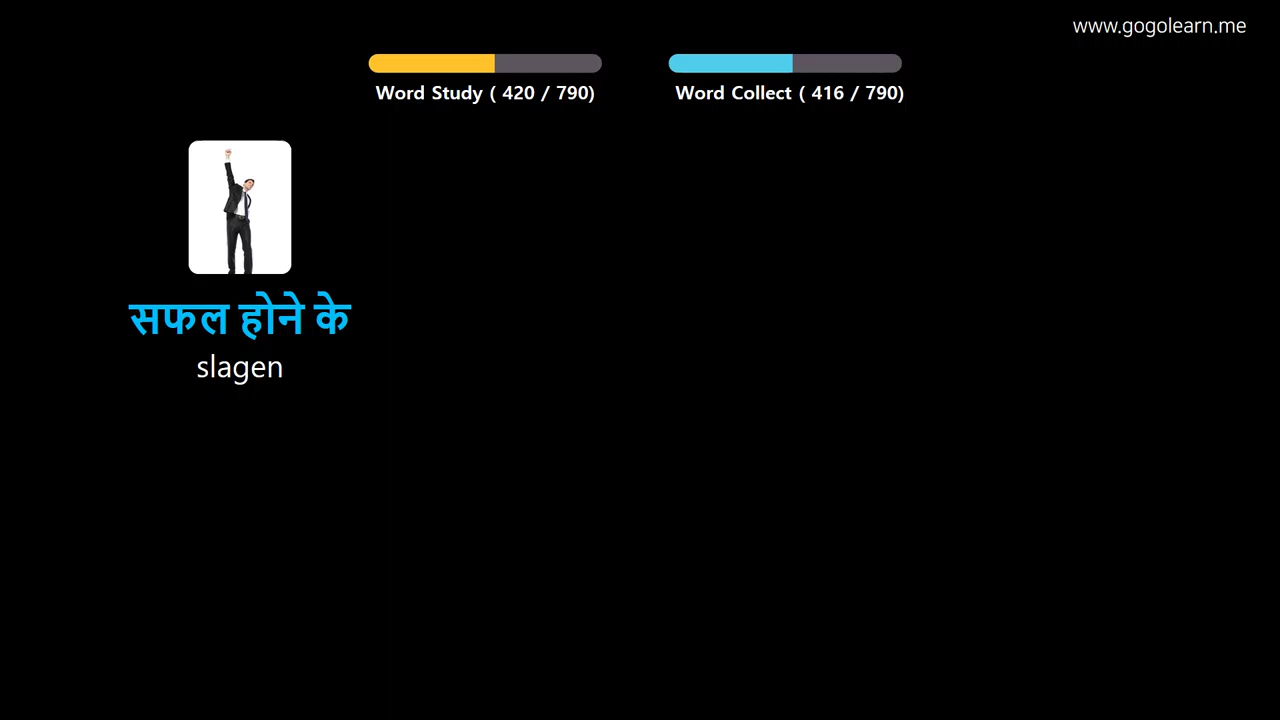 www.gogolearn.me
Word Study ( 420 / 790)
Word Collect ( 416 / 790)
सफल होने के
slagen